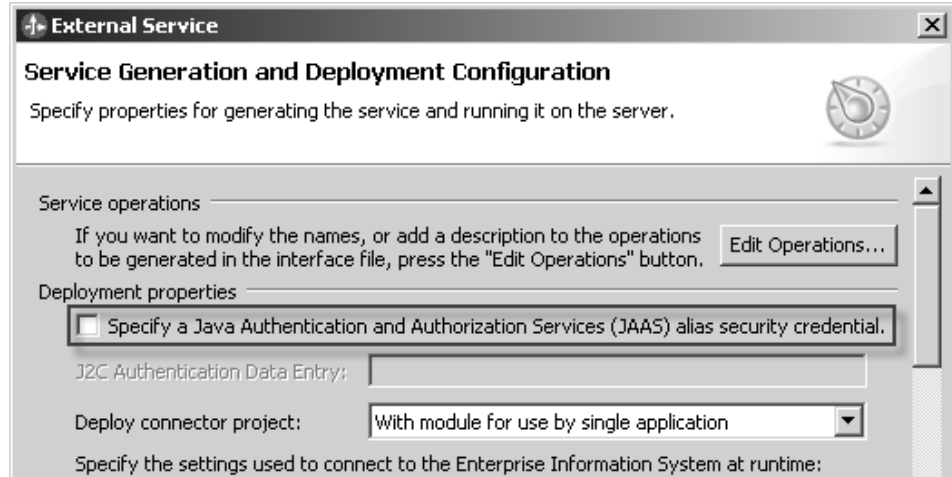 External Service
Service Generation and Deployment Configuration
Specify properties for generating the service and running it on the server.
Service operations
If you want to modify the names, or add a description to the operations
to be generated in the interface file, press the "Edit Operations" button.
Edit Operations...
Deployment properties
Specify a Java Authentication and Authorization Services (JAAS) alias security credential.
J2C Authentication Data Entry:
Deploy connector project: With module for use by single application
Specify the settings used to connect to the Enterprise Information System at runtime: